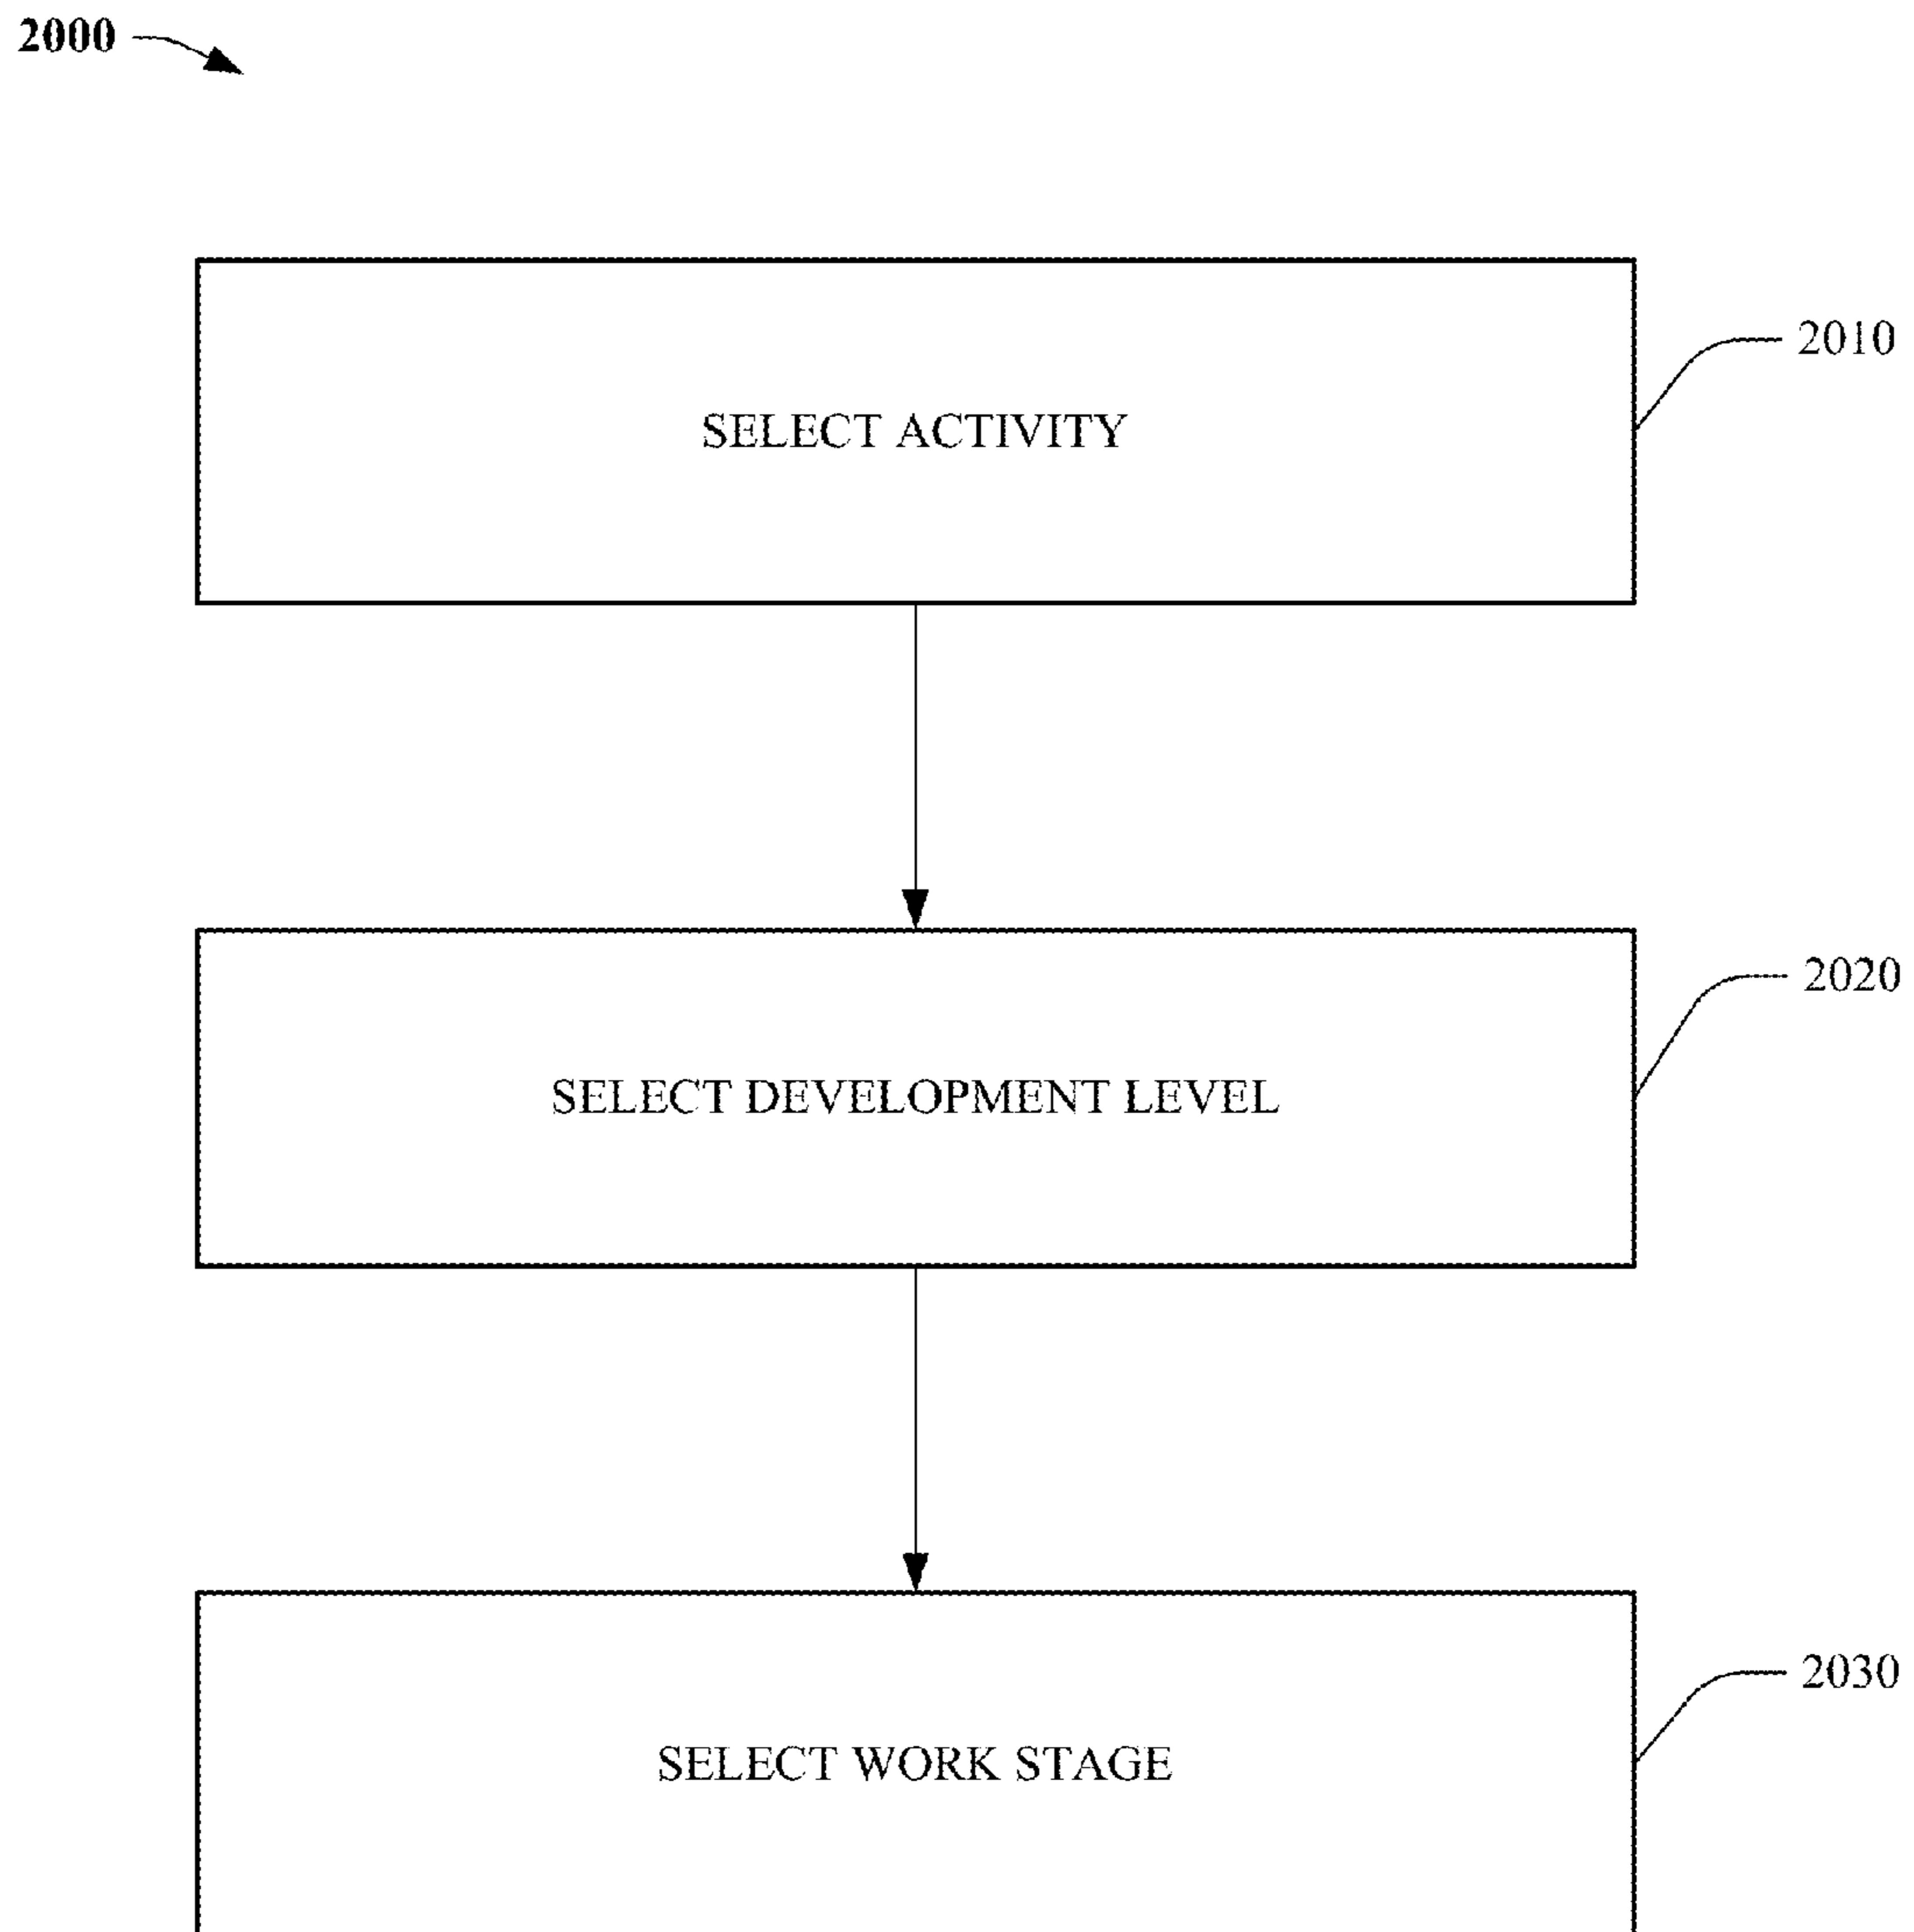 2000
SELECT ACTIVITY
2010
SELECT DEVELOPMENT LEVEL
2020
SELECT WORK STAGE
2030